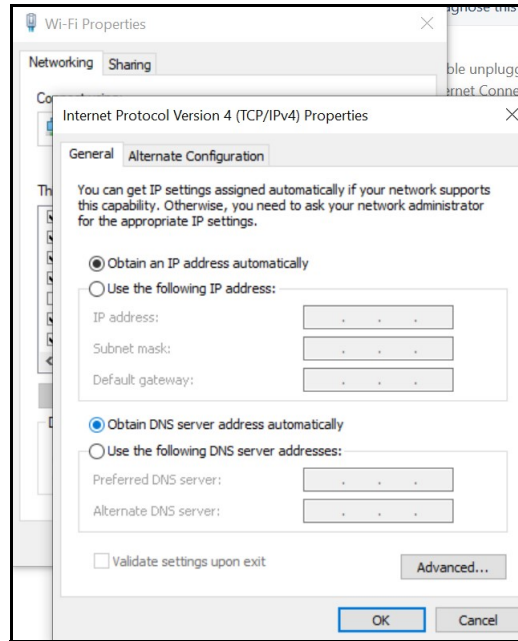 Wi-Fi Properties
Networking
Sharing
Internet Protocol Version 4 (TCP/IPv4) Properties
General
Alternate Configuration
You can get IP settings assigned automatically if your network supports
this capability. Otherwise, you need to ask your network administrator
for the appropriate IP settings.
Obtain an IP address automatically
Use the following IP address:
IP address:
Subnet mask:
Default gateway:
Obtain DNS server address automatically
Use the following DNS server addresses:
Preferred DNS server:
Alternate DNS server:
Validate settings upon exit
Advanced...
OK
Cancel